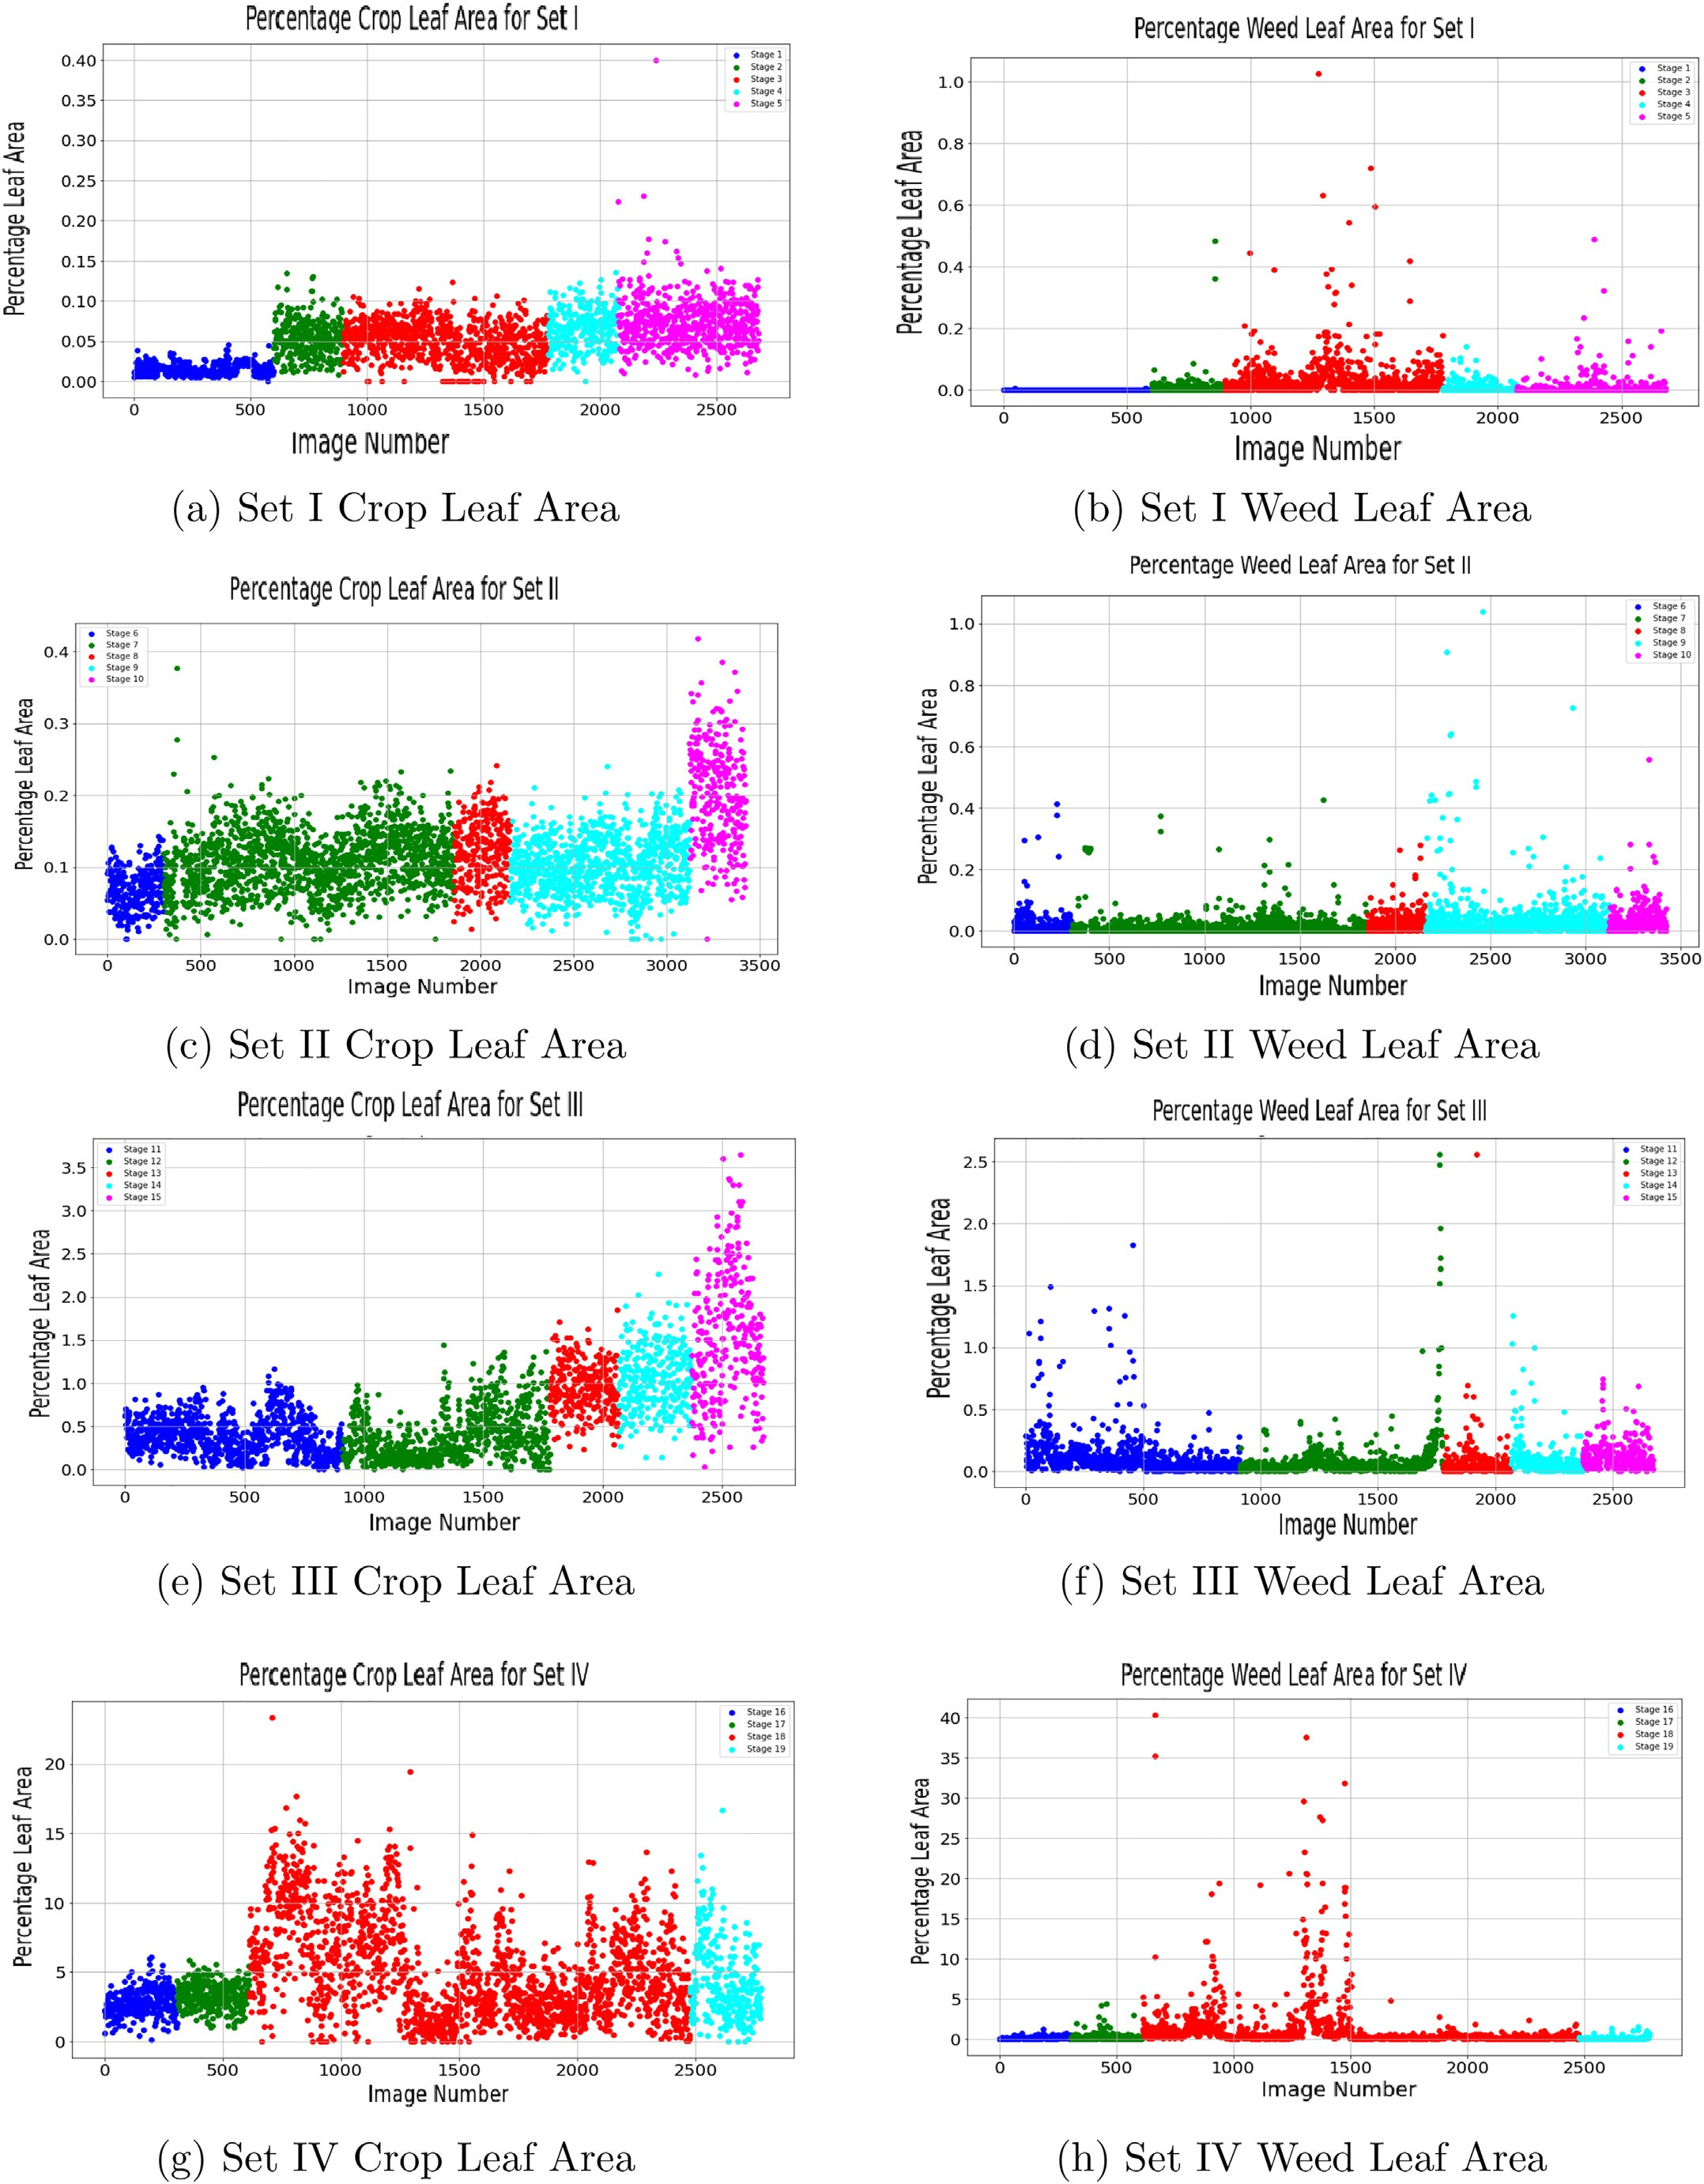 Percentage Crop Leaf Area for Set I
Percentage Leaf Area
0.40
0.35
0.30
0.25
0.20
0.15
0.10
0.05
0.00
Stage 1
Stage 2
Stage 3
Stage 4
Stage 5
0 500 1000 1500 2000 2500
Image Number
(a) Set I Crop Leaf Area
Percentage Weed Leaf Area for Set I
Percentage Leaf Area
1.0
0.8
0.6
0.4
0.2
0.0
Stage 1
Stage 2
Stage 3
Stage 4
Stage 5
0 500 1000 1500 2000 2500
Image Number
(b) Set I Weed Leaf Area
Percentage Crop Leaf Area for Set II
Percentage Leaf Area
0.4
0.3
0.2
0.1
0.0
Stage 6
Stage 7
Stage 8
Stage 9
Stage 10
0 500 1000 1500 2000 2500 3000 3500
Image Number
(c) Set II Crop Leaf Area
Percentage Weed Leaf Area for Set II
Percentage Leaf Area
1.0
0.8
0.6
0.4
0.2
0.0
Stage 6
Stage 7
Stage 8
Stage 9
Stage 10
0 500 1000 1500 2000 2500 3000 3500
Image Number
(d) Set II Weed Leaf Area
Percentage Crop Leaf Area for Set III
Percentage Leaf Area
3.5
3.0
2.5
2.0
1.5
1.0
0.5
0.0
Stage 11
Stage 12
Stage 13
Stage 14
Stage 15
0 500 1000 1500 2000 2500
Image Number
(e) Set III Crop Leaf Area
Percentage Weed Leaf Area for Set III
Percentage Leaf Area
2.5
2.0
1.5
1.0
0.5
0.0
Stage 11
Stage 12
Stage 13
Stage 14
Stage 15
0 500 1000 1500 2000 2500
Image Number
(f) Set III Weed Leaf Area
Percentage Crop Leaf Area for Set IV
Percentage Leaf Area
20
15
10
5
0
Stage 16
Stage 17
Stage 18
Stage 19
0 500 1000 1500 2000 2500
Image Number
(g) Set IV Crop Leaf Area
Percentage Weed Leaf Area for Set IV
Percentage Leaf Area
40
35
30
25
20
15
10
5
0
Stage 16
Stage 17
Stage 18
Stage 19
0 500 1000 1500 2000 2500
Image Number
(h) Set IV Weed Leaf Area